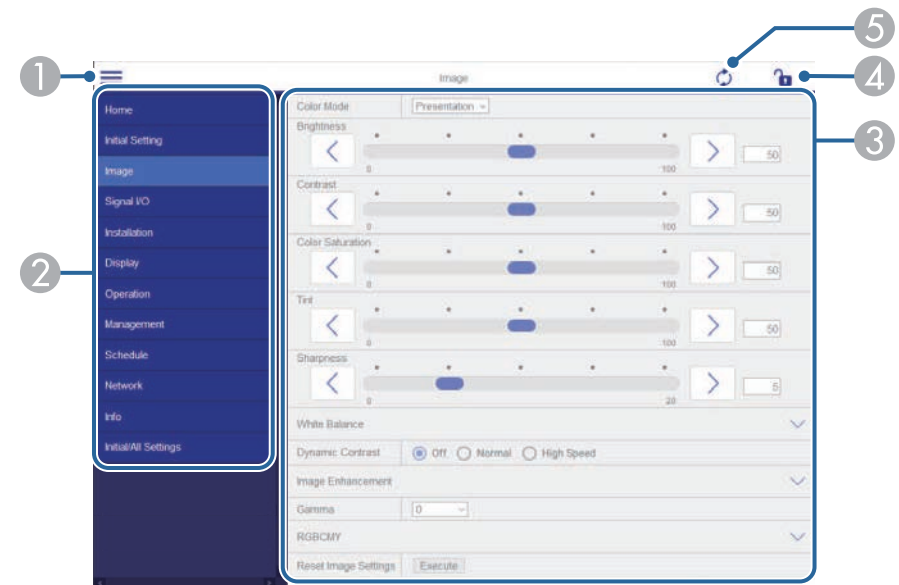 5
1
Image
4
Home
Color Mode
Presentation
Brightness
Initial Setting
3
50
0
100
Image
Contrast
Signal I/O
50
0
100
Installation
Color Saturation
Display
2
50
0
100
Operation
Tint
Management
50
0
100
Schedule
Sharpness
Network
5
0
20
Info
White Balance
Initial/All Settings
Dynamic Contrast
Off
Normal
High Speed
Image Enhancement
Gamma
0
RGBCMY
Reset Image Settings
Execute